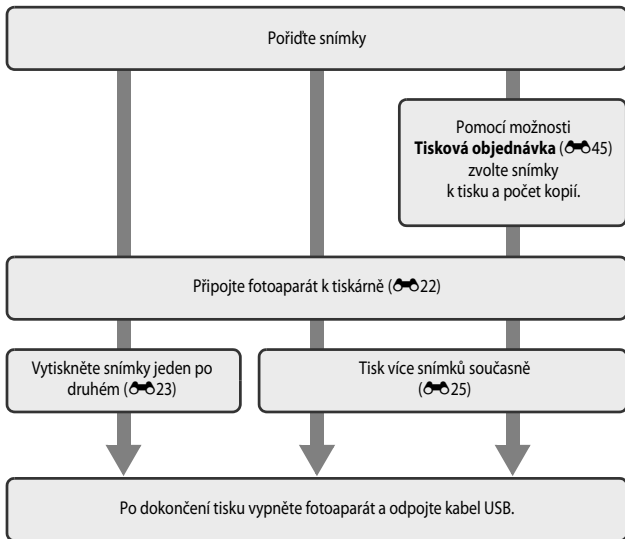 Pořiďte snímky
Pomocí možnosti
Tisková objednávka (45)
zvolte snímky
k tisku a počet kopií.
Připojte fotoaparát k tiskárně (22)
Vytiskněte snímky jeden po
druhém (23)
Tisk více snímků současně
(25)
Po dokončení tisku vypněte fotoaparát a odpojte kabel USB.